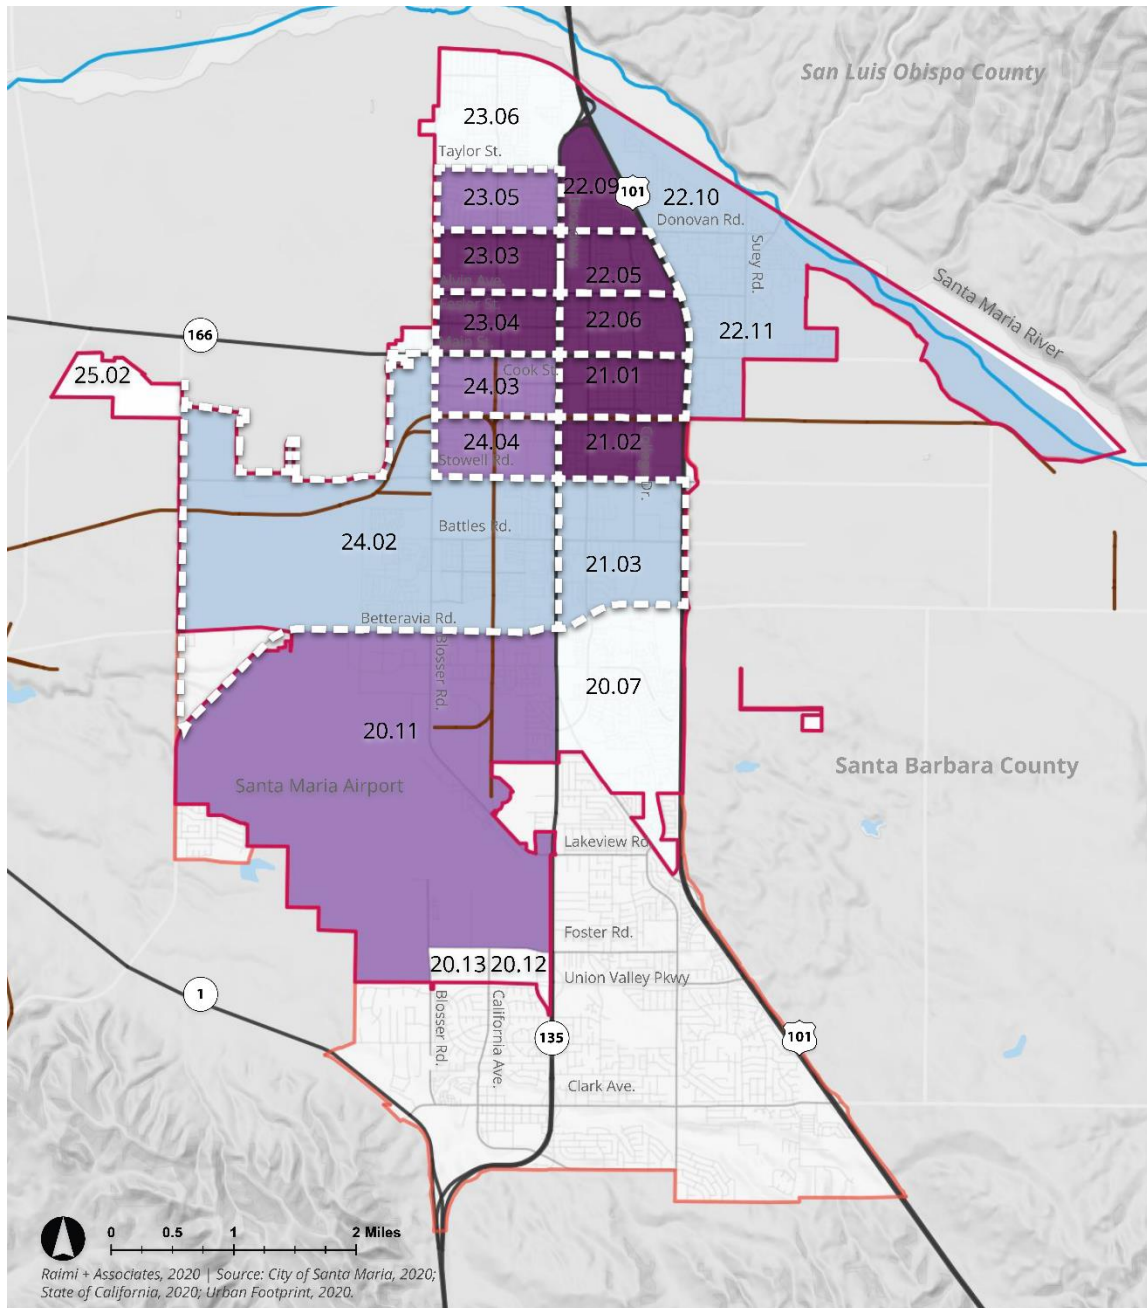 San Luis Obispo County
23.06
Taylor St.
23.05
22.09
101
22.10
Donovan Rd.
Suey Rd.
23.03
22.05
Santa Maria River
23.04
22.06
22.11
166
Main St.
25.02
Cook St.
24.03
21.01
24.04
21.02
Stowell Rd.
Dr.
Battles Rd.
24.02
21.03
Betteravia Rd.
Blosser Rd.
20.07
20.11
Santa Maria Airport
Santa Barbara County
Lakeview Rd
Foster Rd.
20.13
20.12
Union Valley Pkwy
1
Blosser Rd.
California Ave.
135
101
Clark Ave.
0 0.5 1 2 Miles
Raimi + Associates, 2020 | Source: City of Santa Maria, 2020;
State of California, 2020; Urban Footprint, 2020.